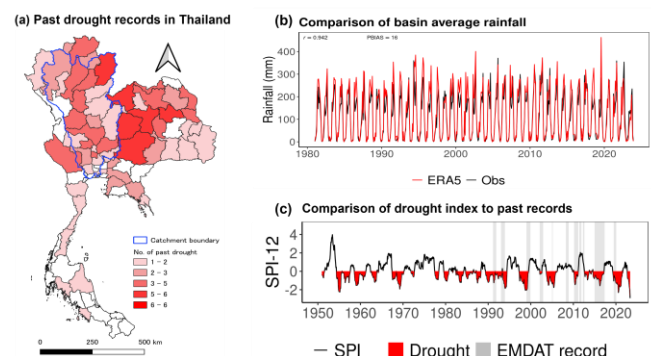 (a) Past drought records in Thailand
Catchment boundary
No. of past drought
1 - 2
2 - 3
3 - 5
5 - 6
6 - 6
0 250 500 km
(b) Comparison of basin average rainfall
r = 0.942 PBIAS = 16
Rainfall (mm)
400
300
200
100
0
1980 1990 2000 2010 2020
ERA5 Obs
(c) Comparison of drought index to past records
SPI-12
4
2
0
-2
1950 1960 1970 1980 1990 2000 2010 2020
SPI Drought EMDAT record